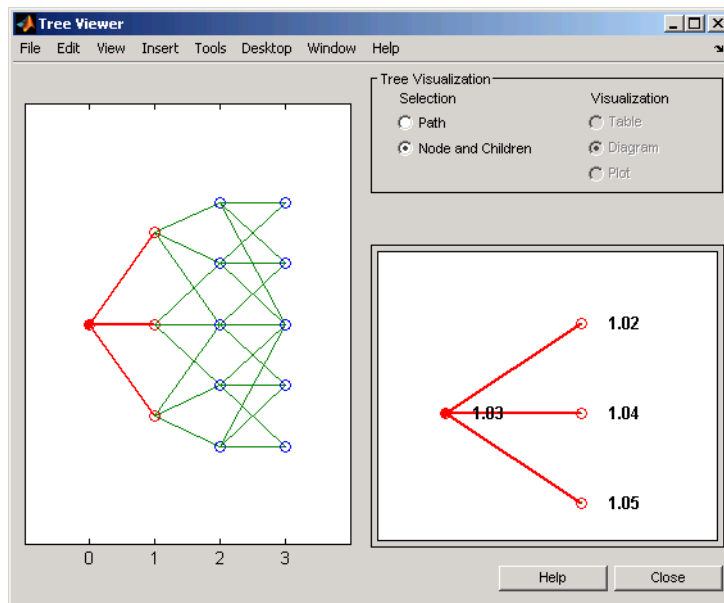 Tree Viewer
File Edit View Insert Tools Desktop Window Help
Tree Visualization
Selection Visualization
Path Table
Node and Children Diagram
Plot
1.02
1.03 1.04
1.05
0 1 2 3
Help Close